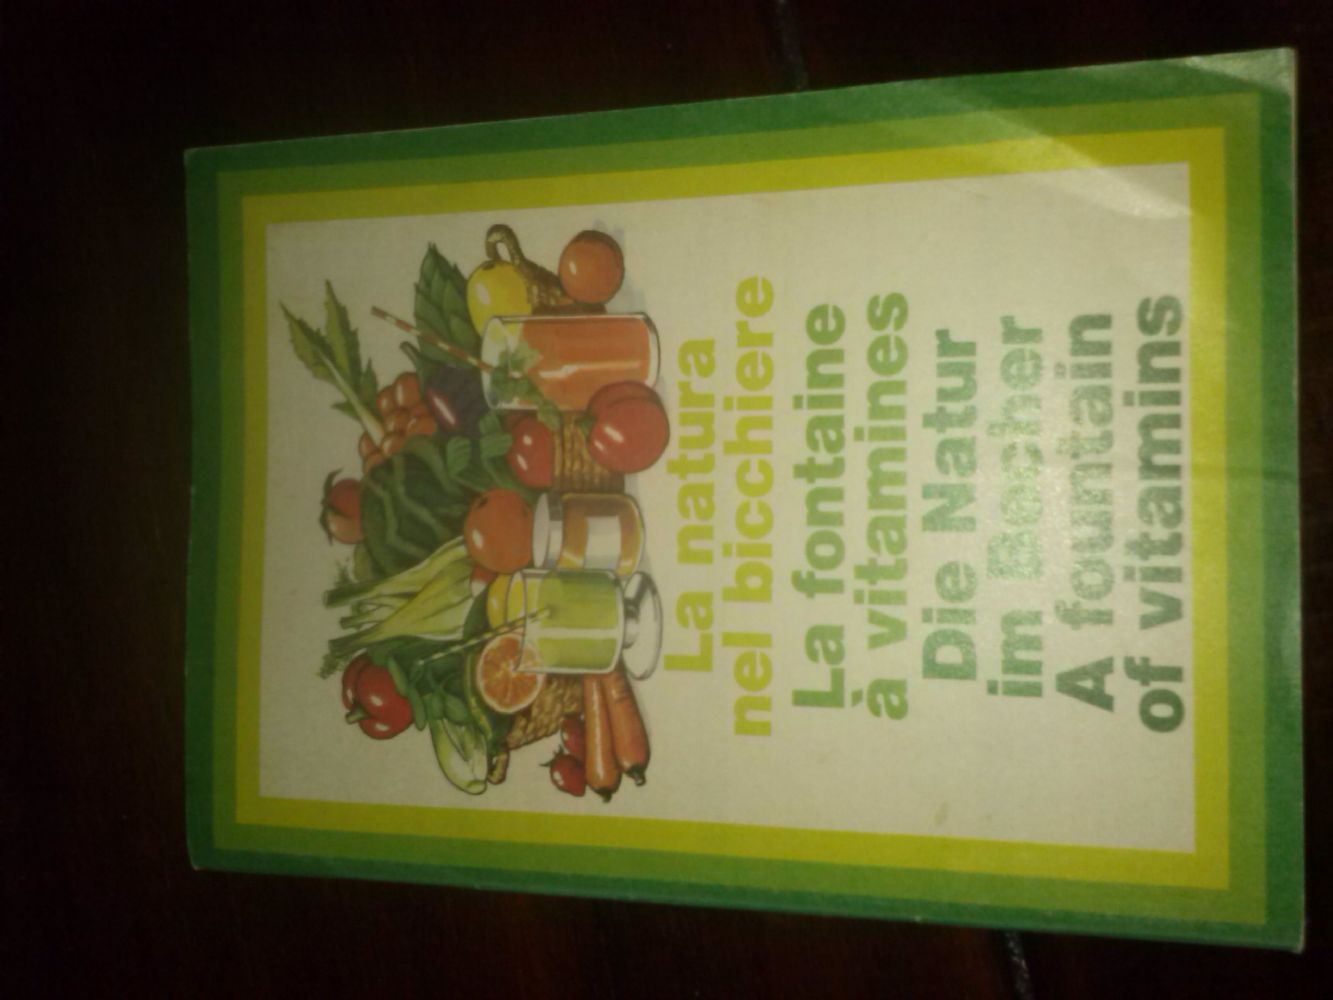 La natura
nel bicchiere
La fontaine
à vitamines
Die Natur
im Becher
A fountain
of vitamins